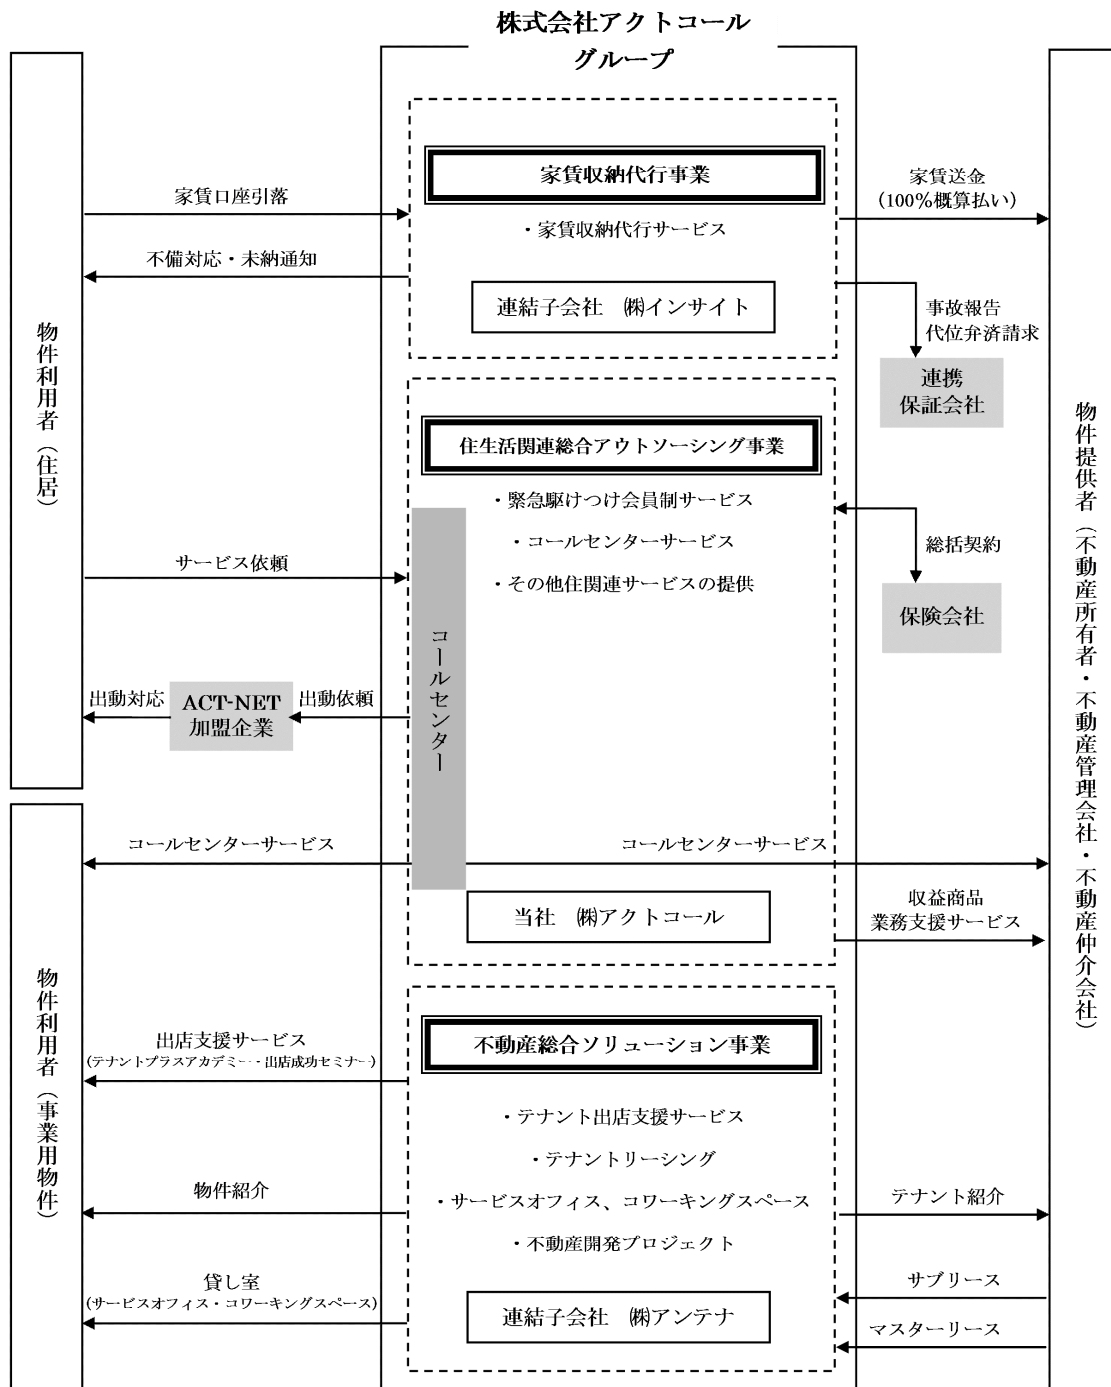 株式会社アクトコール
グループ
物件利用者（住居）
家賃口座引落
不備対応・未納通知
家賃収納代行事業
・家賃収納代行サービス
連結子会社　㈱インサイト
家賃送金
（100％概算払い）
事故報告
代位弁済請求
連携
保証会社
サービス依頼
出動対応
ACT-NET
加盟企業
出動依頼
住生活関連総合アウトソーシング事業
・緊急駆けつけ会員制サービス
・コールセンターサービス
・その他住関連サービスの提供
コールセンター
総括契約
保険会社
コールセンターサービス
コールセンターサービス
当社　㈱アクトコール
収益商品
業務支援サービス
物件提供者（不動産所有者・不動産管理会社・不動産仲介会社）
物件利用者（事業用物件）
出店支援サービス
（テナントプラスアカデミー・出店成功セミナー）
物件紹介
貸し室
（サービスオフィス・コワーキングスペース）
不動産総合ソリューション事業
・テナント出店支援サービス
・テナントリーシング
・サービスオフィス、コワーキングスペース
・不動産開発プロジェクト
連結子会社　㈱アンテナ
テナント紹介
サブリース
マスターリース